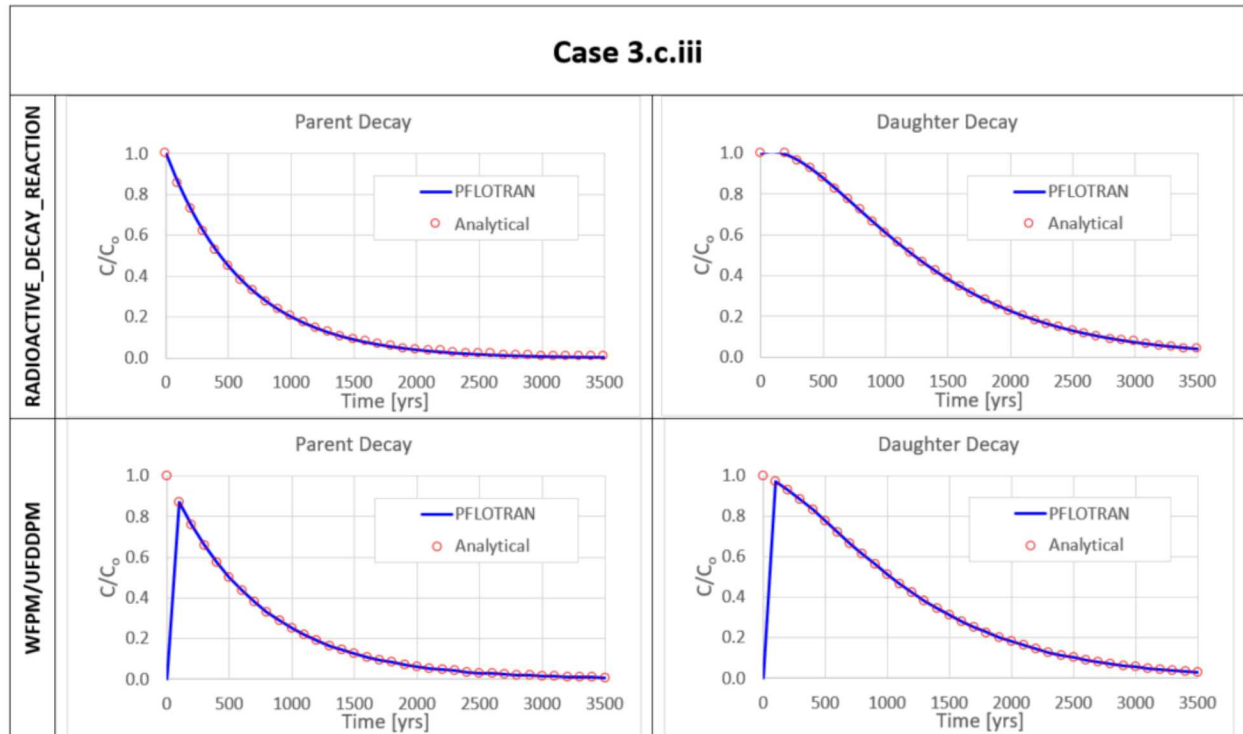 Case 3.c.iii
RADIOACTIVE_DECAY_REACTION
Parent Decay
1.0
0.8
0.6
0.4
0.2
0.0
C/Co
PFLOTRAN
Analytical
0 500 1000 1500 2000 2500 3000 3500
Time [yrs]
Daughter Decay
1.0
0.8
0.6
0.4
0.2
0.0
C/Co
PFLOTRAN
Analytical
0 500 1000 1500 2000 2500 3000 3500
Time [yrs]
WFPM/UFDDPM
Parent Decay
1.0
0.8
0.6
0.4
0.2
0.0
C/Co
PFLOTRAN
Analytical
0 500 1000 1500 2000 2500 3000 3500
Time [yrs]
Daughter Decay
1.0
0.8
0.6
0.4
0.2
0.0
C/Co
PFLOTRAN
Analytical
0 500 1000 1500 2000 2500 3000 3500
Time [yrs]